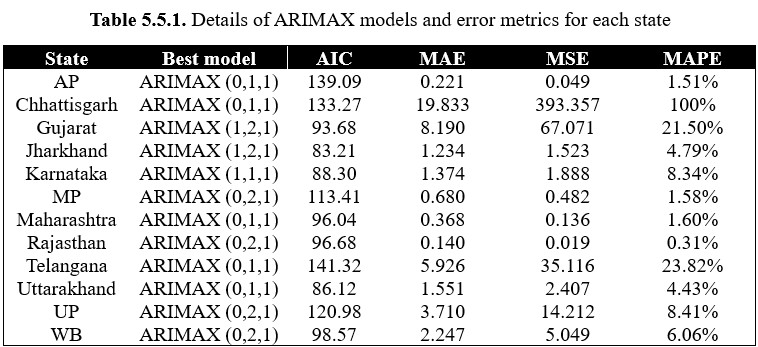 Table 5.5.1. Details of ARIMAX models and error metrics for each state
State Best model AIC MAE MSE MAPE
AP ARIMAX (0,1,1) 139.09 0.221 0.049 1.51%
Chhattisgarh ARIMAX (0,1,1) 133.27 19.833 393.357 100%
Gujarat ARIMAX (1,2,1) 93.68 8.190 67.071 21.50%
Jharkhand ARIMAX (1,2,1) 83.21 1.234 1.523 4.79%
Karnataka ARIMAX (1,1,1) 88.30 1.374 1.888 8.34%
MP ARIMAX (0,2,1) 113.41 0.680 0.482 1.58%
Maharashtra ARIMAX (0,1,1) 96.04 0.368 0.136 1.60%
Rajasthan ARIMAX (0,2,1) 96.68 0.140 0.019 0.31%
Telangana ARIMAX (0,1,1) 141.32 5.926 35.116 23.82%
Uttarakhand ARIMAX (0,1,1) 86.12 1.551 2.407 4.43%
UP ARIMAX (0,2,1) 120.98 3.710 14.212 8.41%
WB ARIMAX (0,2,1) 98.57 2.247 5.049 6.06%